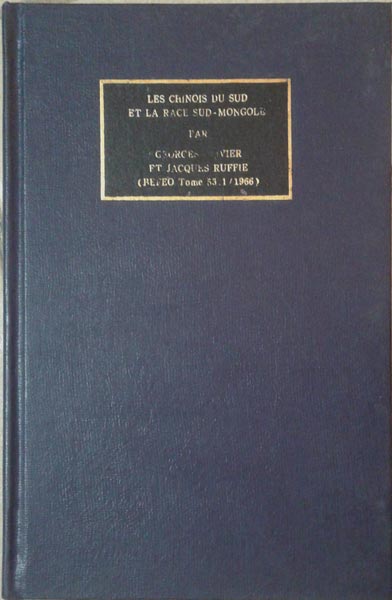 LES CHINOIS DU SUD
ET LA RACE SUD-MONGOLE
PAR
GEORGES
ET JACQUES RUFFIE
(BEFEO Tome 53.1/1966)